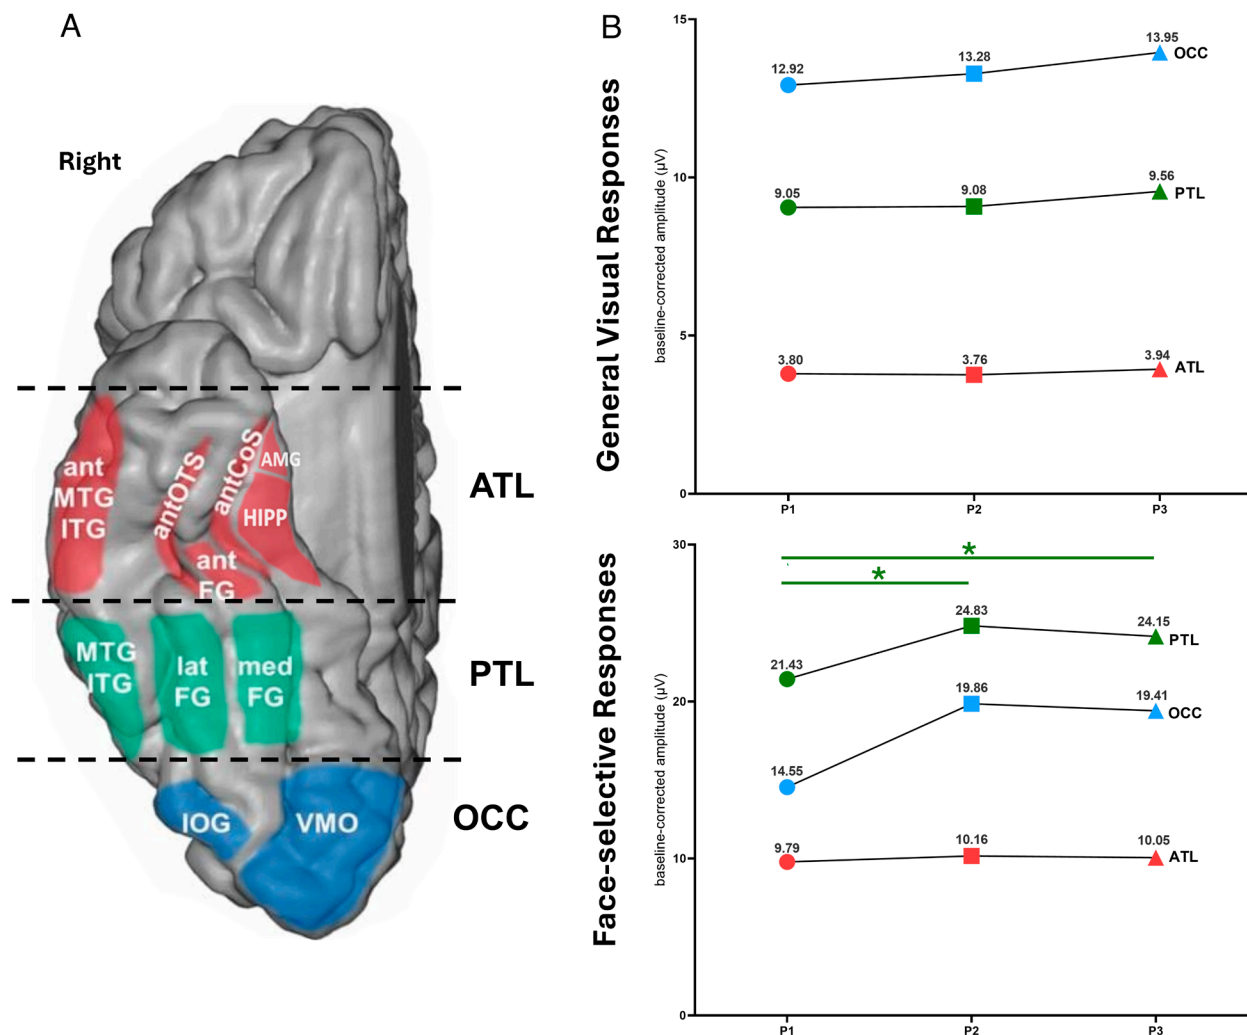 A
Right
ant
MTG
ITG
antOTS
antCoS
AMG
HIPP
ant
FG
ATL
MTG
ITG
lat
FG
med
FG
PTL
IOG
VMO
OCC
B
General Visual Responses
baseline-corrected amplitude (µV)
15
10
5
0
12.92
13.28
13.95
OCC
9.05
9.08
9.56
PTL
3.80
3.76
3.94
ATL
P1
P2
P3
Face-selective Responses
baseline-corrected amplitude (µV)
30
20
10
0
*
*
21.43
24.83
24.15
PTL
14.55
19.86
19.41
OCC
9.79
10.16
10.05
ATL
P1
P2
P3